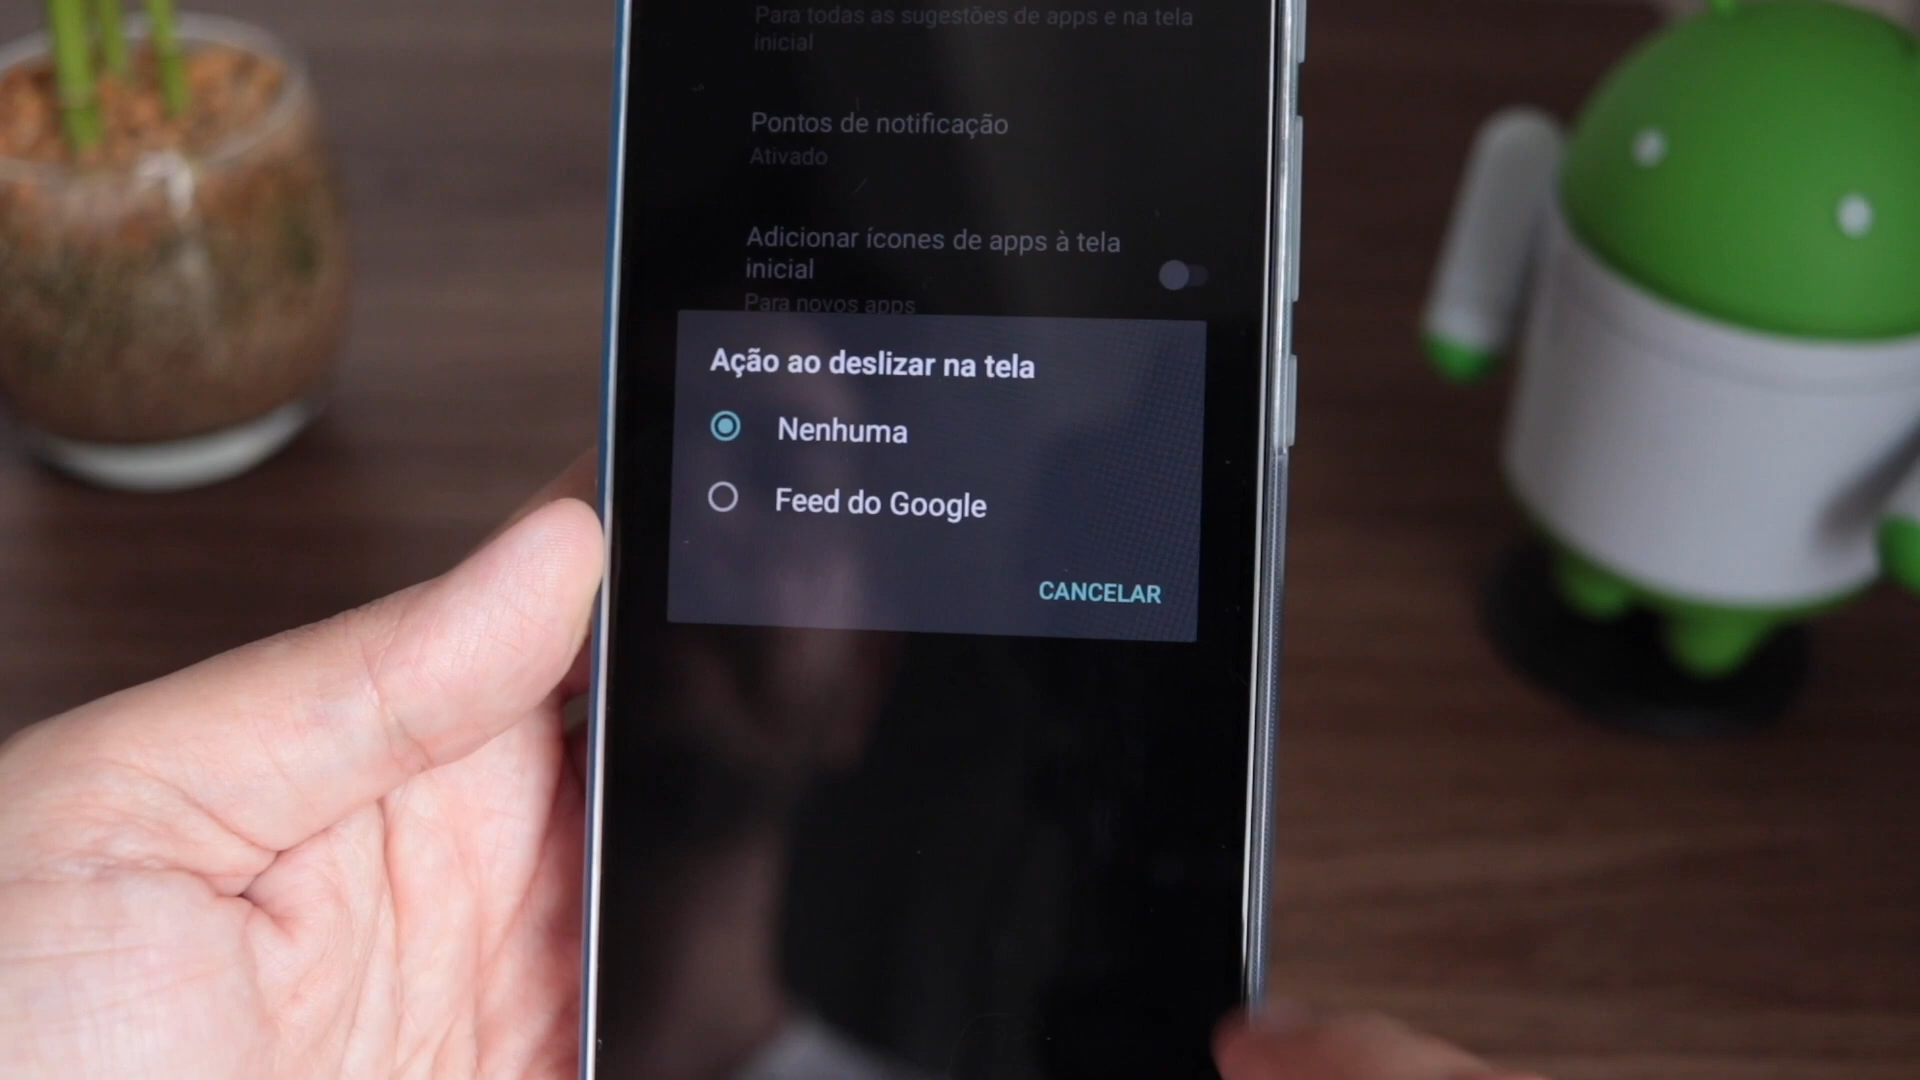 Para todas as sugestões de apps e na tela
inicial
Pontos de notificação
Ativado
Adicionar ícones de apps à tela
inicial
Para novos apps
Ação ao deslizar na tela
Nenhuma
Feed do Google
CANCELAR